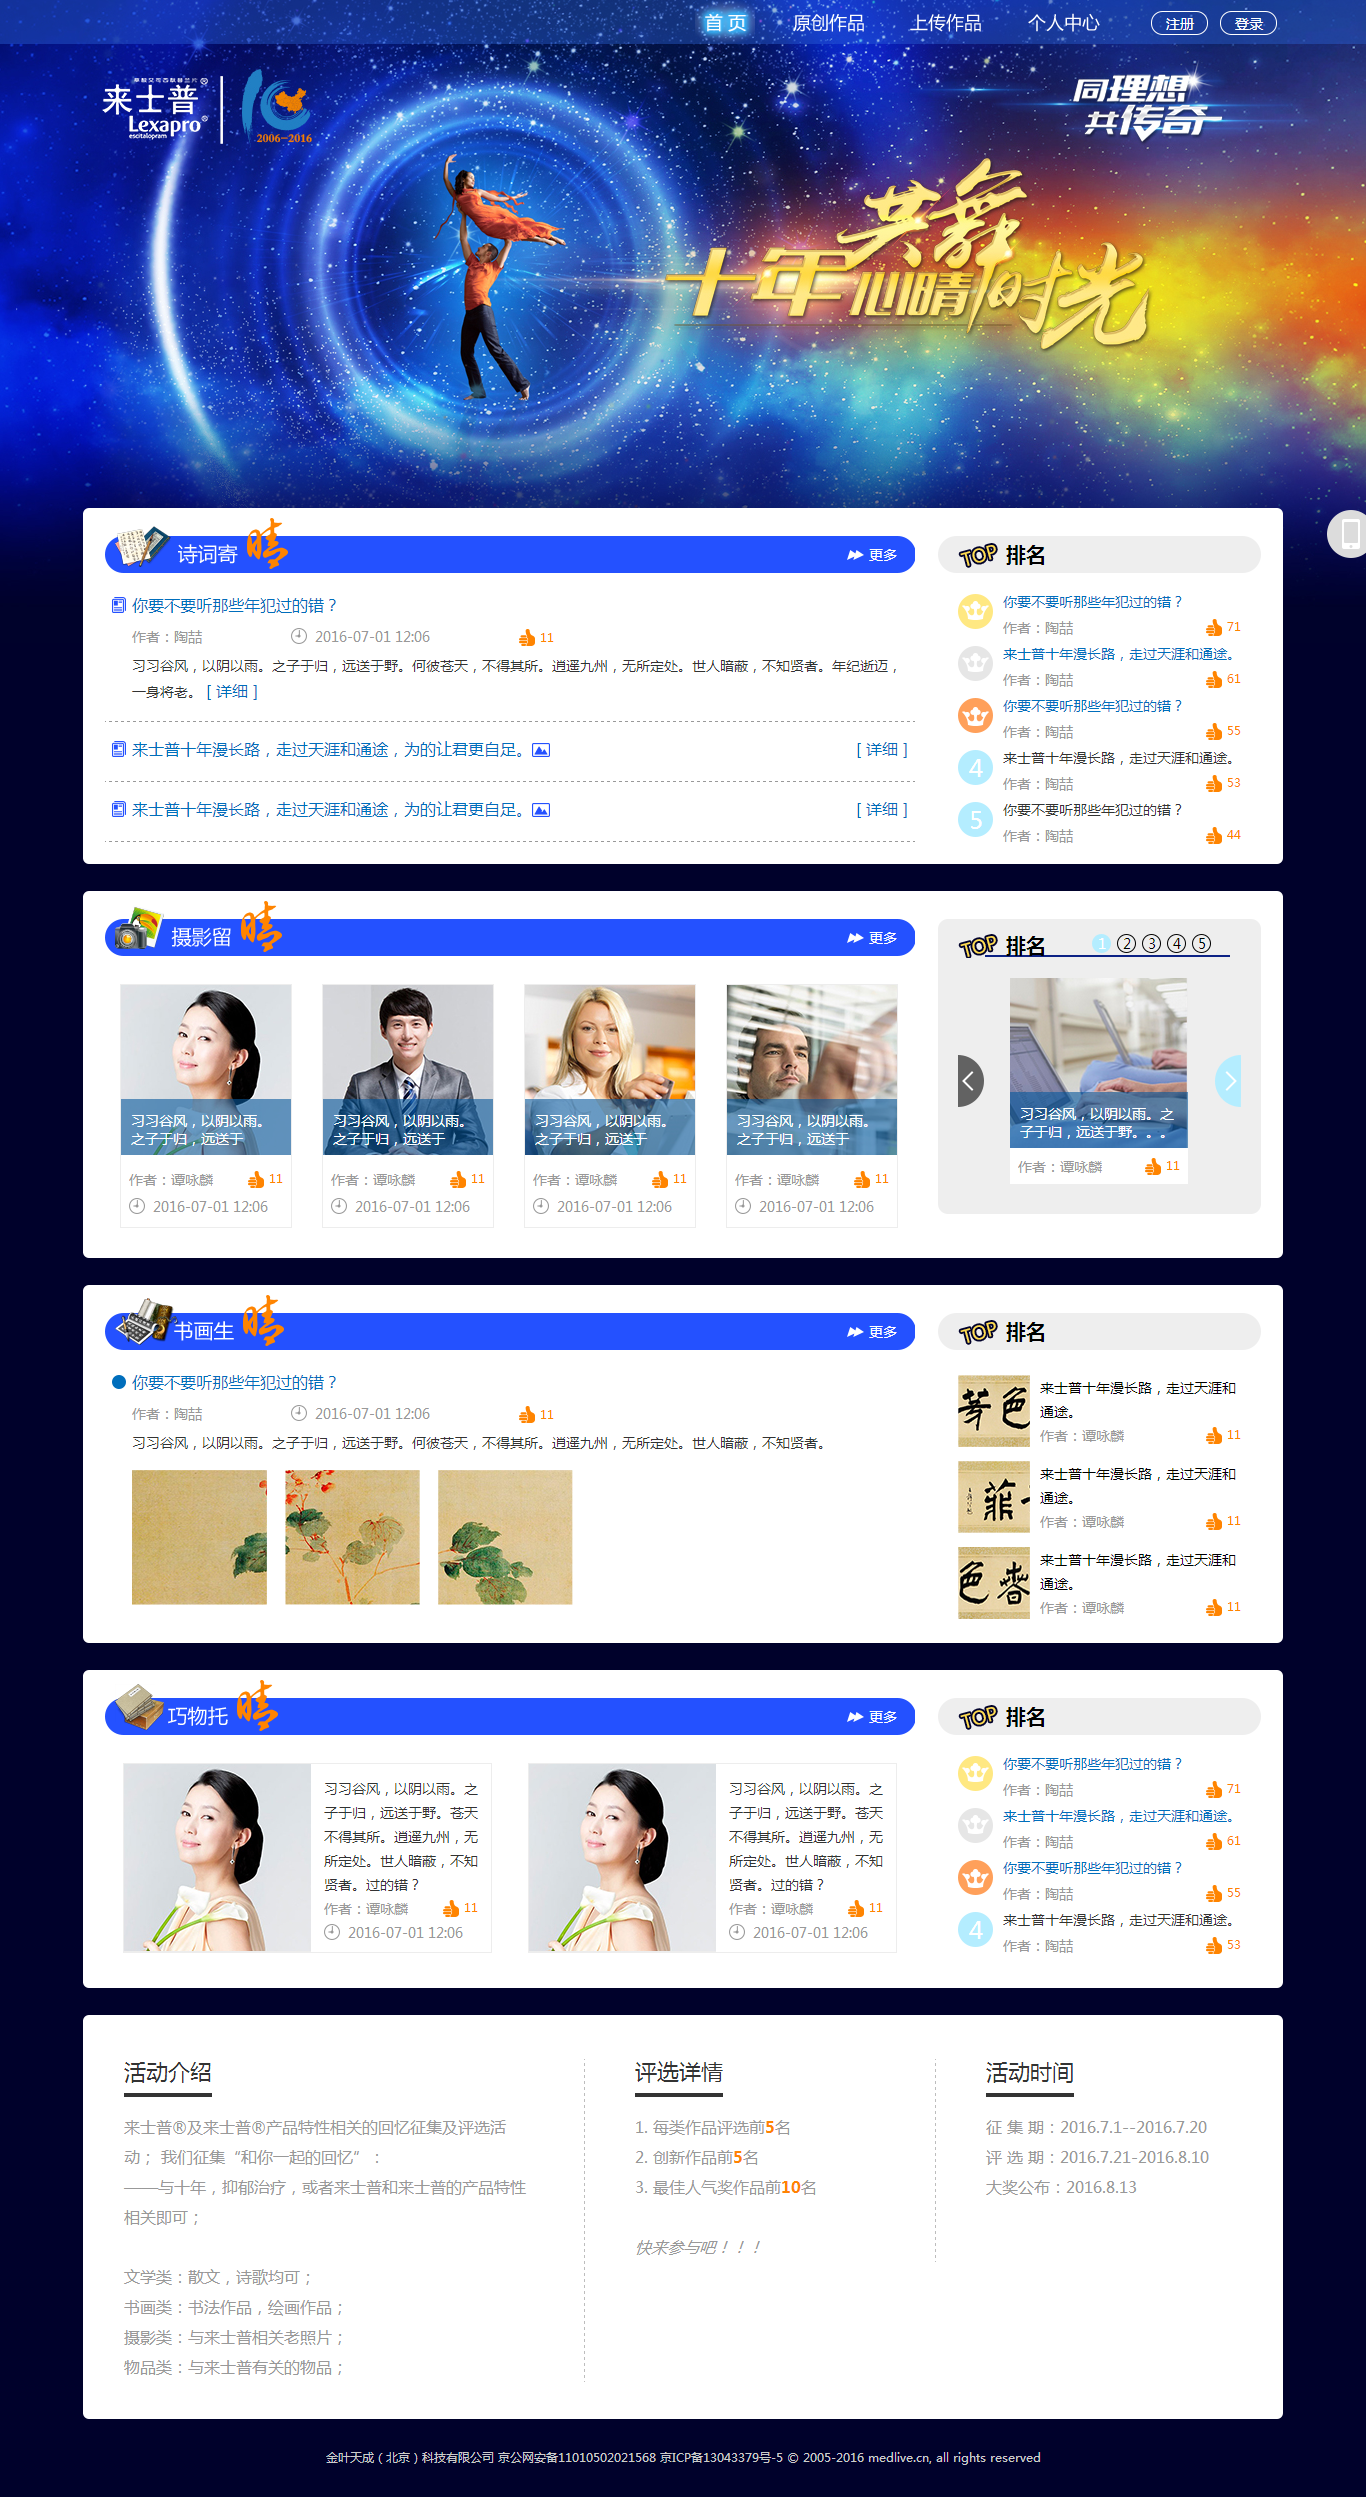 首 页 原创作品 上传作品 个人中心 注册 登录
来士普®
Lexapro®
escitalopram
2006-2016
同理想
共传奇
共舞
十年心晴时光
诗词寄 晴 更多
你要不要听那些年犯过的错？
作者：陶喆 2016-07-01 12:06 11
习习谷风，以阴以雨。之子于归，远送于野。何彼苍天，不得其所。逍遥九州，无所定处。世人暗蔽，不知贤者。年纪逝迈，
一身将老。 [ 详细 ]
来士普十年漫长路，走过天涯和通途，为的让君更自足。 [ 详细 ]
来士普十年漫长路，走过天涯和通途，为的让君更自足。 [ 详细 ]
TOP 排名
你要不要听那些年犯过的错？
作者：陶喆 71
来士普十年漫长路，走过天涯和通途。
作者：陶喆 61
你要不要听那些年犯过的错？
作者：陶喆 55
4 来士普十年漫长路，走过天涯和通途。
作者：陶喆 53
5 你要不要听那些年犯过的错？
作者：陶喆 44
摄影留 晴 更多
习习谷风，以阴以雨。
之子于归，远送于
作者：谭咏麟 11
2016-07-01 12:06
习习谷风，以阴以雨。
之子于归，远送于
作者：谭咏麟 11
2016-07-01 12:06
习习谷风，以阴以雨。
之子于归，远送于
作者：谭咏麟 11
2016-07-01 12:06
习习谷风，以阴以雨。
之子于归，远送于
作者：谭咏麟 11
2016-07-01 12:06
TOP 排名 1 2 3 4 5
习习谷风，以阴以雨。之
子于归，远送于野。。。
作者：谭咏麟 11
书画生 晴 更多
你要不要听那些年犯过的错？
作者：陶喆 2016-07-01 12:06 11
习习谷风，以阴以雨。之子于归，远送于野。何彼苍天，不得其所。逍遥九州，无所定处。世人暗蔽，不知贤者。
TOP 排名
来士普十年漫长路，走过天涯和
通途。
作者：谭咏麟 11
来士普十年漫长路，走过天涯和
通途。
作者：谭咏麟 11
来士普十年漫长路，走过天涯和
通途。
作者：谭咏麟 11
巧物托 晴 更多
习习谷风，以阴以雨。之
子于归，远送于野。苍天
不得其所。逍遥九州，无
所定处。世人暗蔽，不知
贤者。过的错？
作者：谭咏麟 11
2016-07-01 12:06
习习谷风，以阴以雨。之
子于归，远送于野。苍天
不得其所。逍遥九州，无
所定处。世人暗蔽，不知
贤者。过的错？
作者：谭咏麟 11
2016-07-01 12:06
TOP 排名
你要不要听那些年犯过的错？
作者：陶喆 71
来士普十年漫长路，走过天涯和通途。
作者：陶喆 61
你要不要听那些年犯过的错？
作者：陶喆 55
4 来士普十年漫长路，走过天涯和通途。
作者：陶喆 53
活动介绍
来士普®及来士普®产品特性相关的回忆征集及评选活
动； 我们征集“和你一起的回忆”：
——与十年，抑郁治疗，或者来士普和来士普的产品特性
相关即可；
文学类：散文，诗歌均可；
书画类：书法作品，绘画作品；
摄影类：与来士普相关老照片；
物品类：与来士普有关的物品；
评选详情
1. 每类作品评选前5名
2. 创新作品前5名
3. 最佳人气奖作品前10名
快来参与吧！！！
活动时间
征 集 期：2016.7.1--2016.7.20
评 选 期：2016.7.21-2016.8.10
大奖公布：2016.8.13
金叶天成（北京）科技有限公司 京公网安备11010502021568 京ICP备13043379号-5 © 2005-2016 medlive.cn, all rights reserved